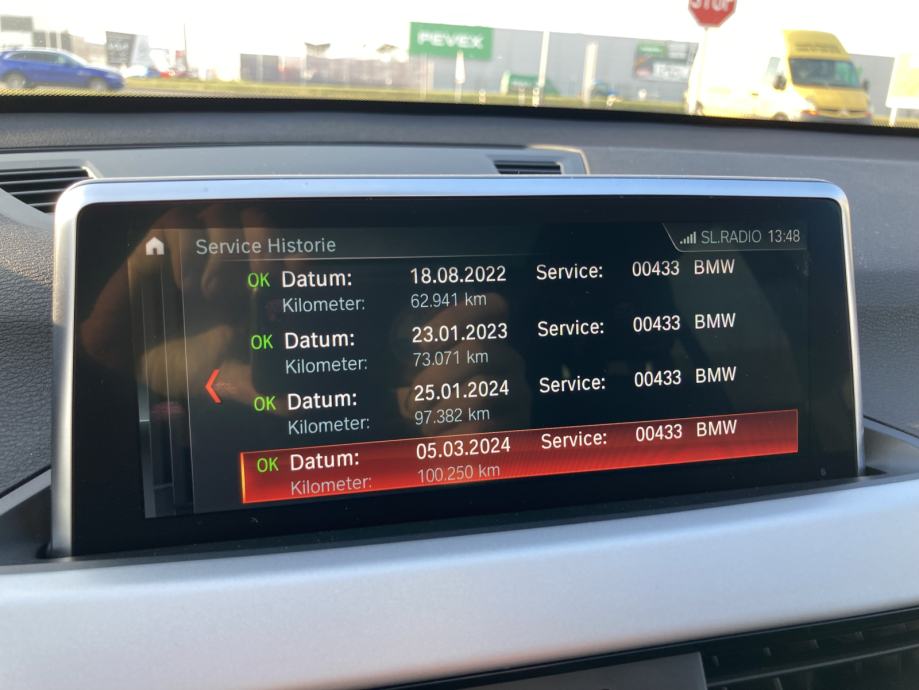 STOP
PEVEX
Service Historie
SL.RADIO 13:48
OK Datum: 18.08.2022 Service: 00433 BMW
Kilometer: 62.941 km
OK Datum: 23.01.2023 Service: 00433 BMW
Kilometer: 73.071 km
OK Datum: 25.01.2024 Service: 00433 BMW
Kilometer: 97.382 km
OK Datum: 05.03.2024 Service: 00433 BMW
Kilometer: 100.250 km